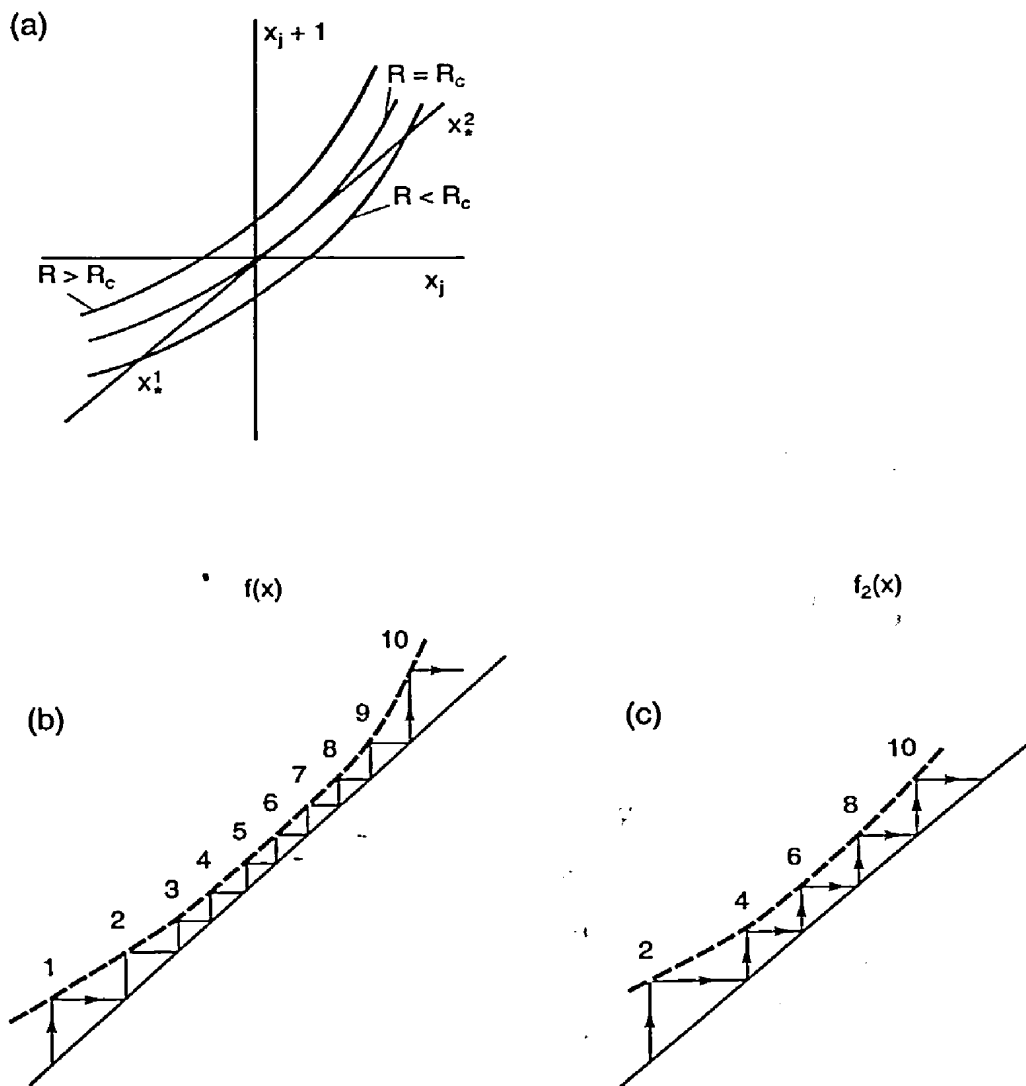 (a)
x_j + 1
R = R_c
x_*^2
R < R_c
R > R_c
x_j
x_*^1
f(x)
f_2(x)
(b)
1
2
3
4
5
6
7
8
9
10
(c)
2
4
6
8
10